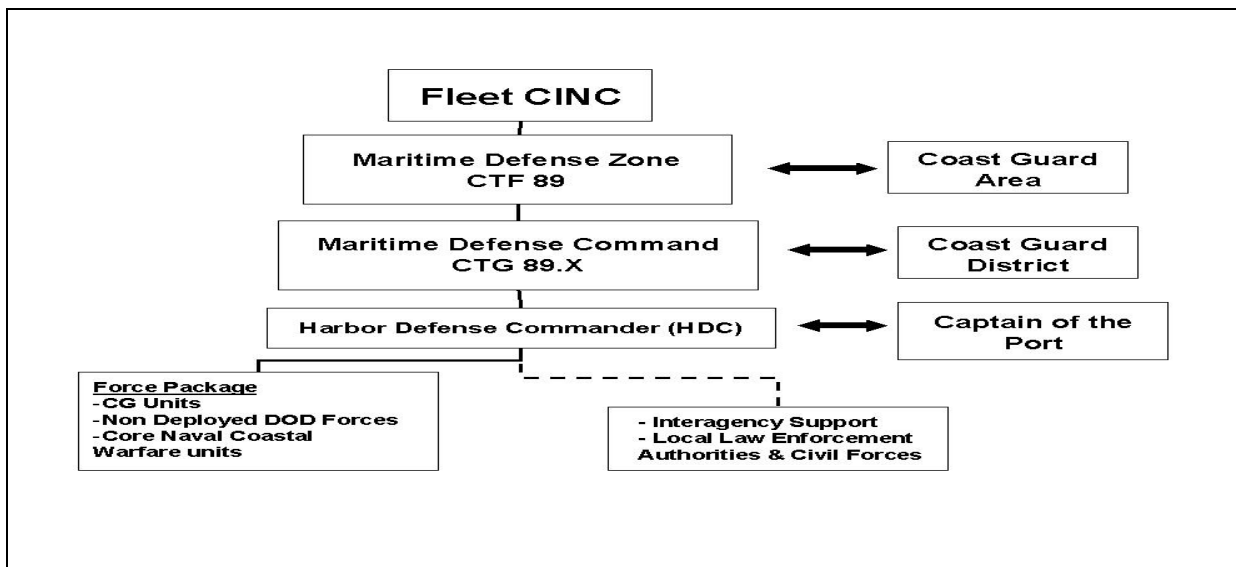 Fleet CINC
Maritime Defense Zone
CTF 89
Coast Guard
Area
Maritime Defense Command
CTG 89.X
Coast Guard
District
Harbor Defense Commander (HDC)
Captain of the
Port
Force Package
-CG Units
-Non Deployed DOD Forces
-Core Naval Coastal
Warfare units
- Interagency Support
- Local Law Enforcement
Authorities & Civil Forces